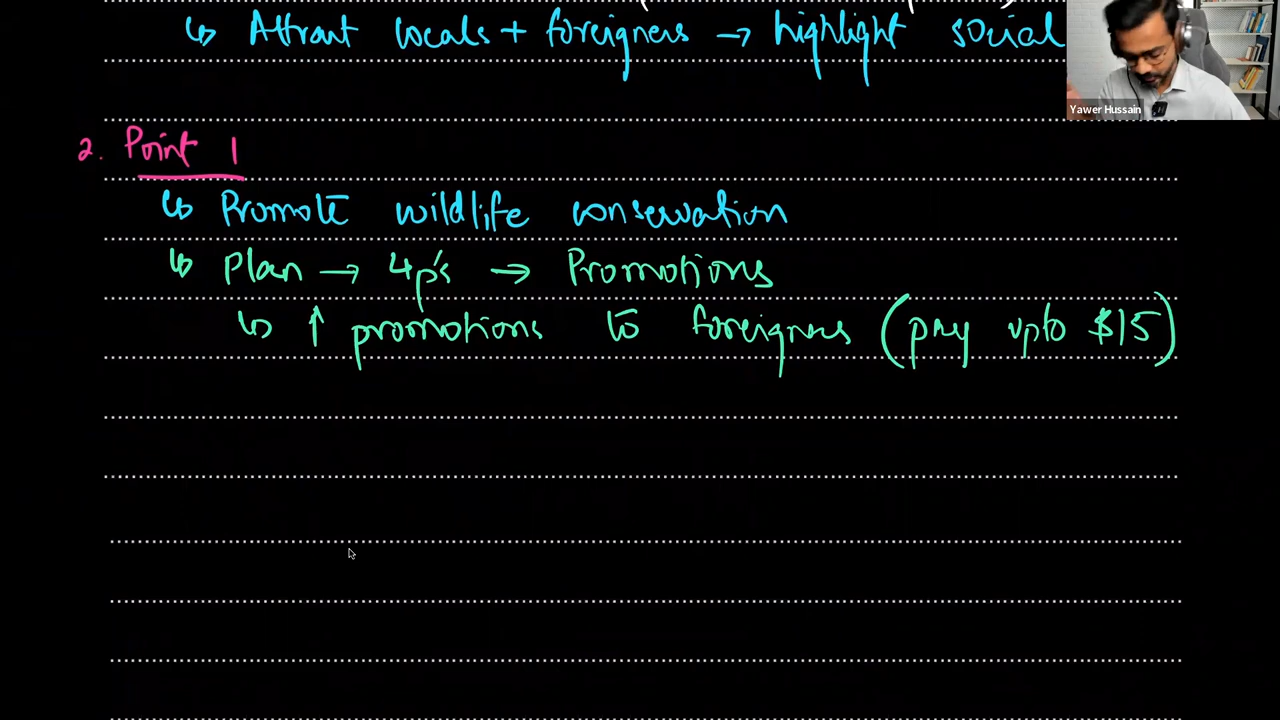 ↳ Attract locals + foreigners → highlight social
Yawer Hussain
2. Point 1
↳ Promote wildlife conservation
↳ Plan → 4p's → Promotions
↳ ↑ promotions to foreigners (pay upto $15)